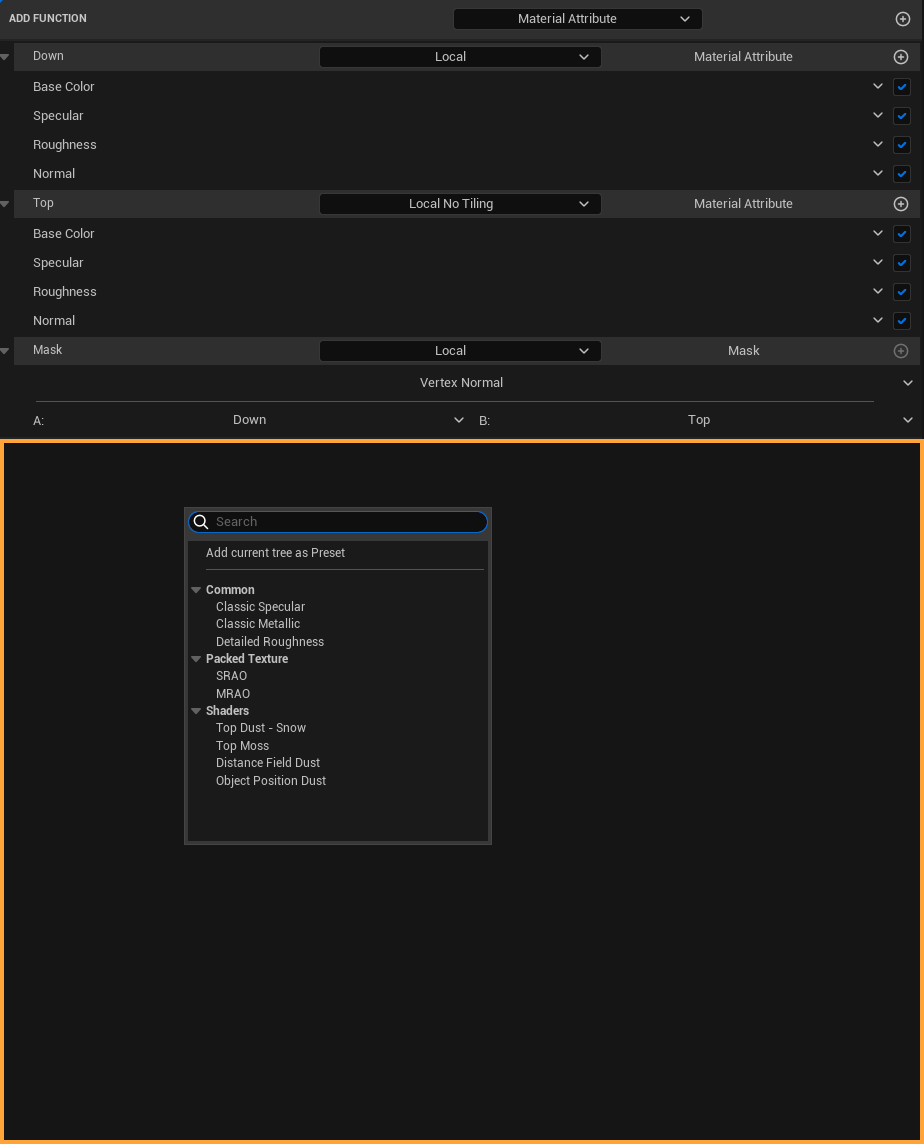 ADD FUNCTION Material Attribute
Down Local Material Attribute
Base Color
Specular
Roughness
Normal
Top Local No Tiling Material Attribute
Base Color
Specular
Roughness
Normal
Mask Local Mask
Vertex Normal
A: Down B: Top
Search
Add current tree as Preset
Common
Classic Specular
Classic Metallic
Detailed Roughness
Packed Texture
SRAO
MRAO
Shaders
Top Dust - Snow
Top Moss
Distance Field Dust
Object Position Dust